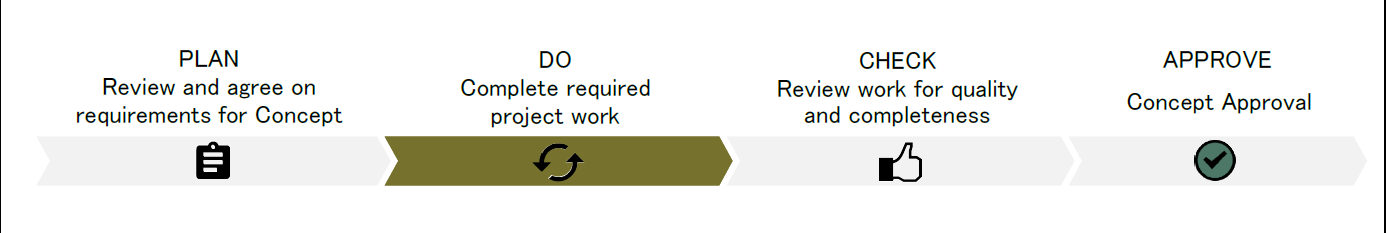 PLAN
Review and agree on
requirements for Concept
DO
Complete required
project work
CHECK
Review work for quality
and completeness
APPROVE
Concept Approval